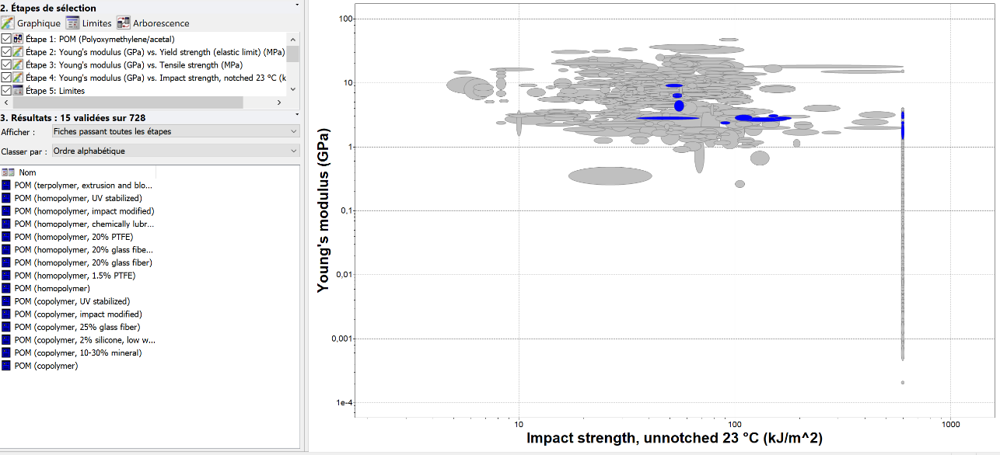 2. Étapes de sélection
Graphique Limites Arborescence
Étape 1: POM (Polyoxymethylene/acetal)
Étape 2: Young's modulus (GPa) vs. Yield strength (elastic limit) (MPa)
Étape 3: Young's modulus (GPa) vs. Tensile strength (MPa)
Étape 4: Young's modulus (GPa) vs. Impact strength, notched 23 °C (k
Étape 5: Limites
3. Résultats : 15 validées sur 728
Afficher : Fiches passant toutes les étapes
Classer par : Ordre alphabétique
Nom
POM (terpolymer, extrusion and blo...
POM (homopolymer, UV stabilized)
POM (homopolymer, impact modified)
POM (homopolymer, chemically lubr...
POM (homopolymer, 20% PTFE)
POM (homopolymer, 20% glass fibe...
POM (homopolymer, 20% glass fiber)
POM (homopolymer, 1.5% PTFE)
POM (homopolymer)
POM (copolymer, UV stabilized)
POM (copolymer, impact modified)
POM (copolymer, 25% glass fiber)
POM (copolymer, 2% silicone, low w...
POM (copolymer, 10-30% mineral)
POM (copolymer)
Young's modulus (GPa)
100
10
1
0,1
0,01
0,001
1e-4
10 100 1000
Impact strength, unnotched 23 °C (kJ/m^2)